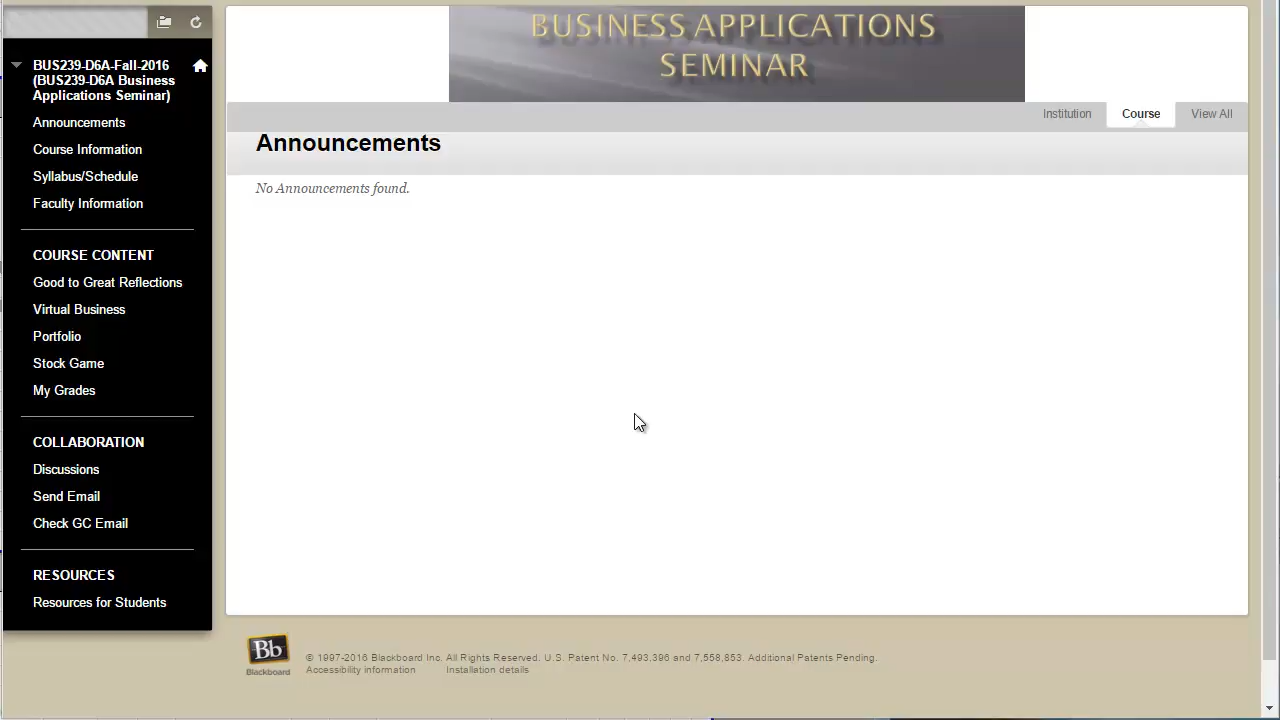 BUSINESS APPLICATIONS
SEMINAR
BUS239-D6A-Fall-2016
(BUS239-D6A Business
Applications Seminar)
Announcements
Course Information
Syllabus/Schedule
Faculty Information
COURSE CONTENT
Good to Great Reflections
Virtual Business
Portfolio
Stock Game
My Grades
COLLABORATION
Discussions
Send Email
Check GC Email
RESOURCES
Resources for Students
Institution Course View All
Announcements
No Announcements found.
Bb
Blackboard
© 1997-2016 Blackboard Inc. All Rights Reserved. U.S. Patent No. 7,493,396 and 7,558,853. Additional Patents Pending.
Accessibility information Installation details